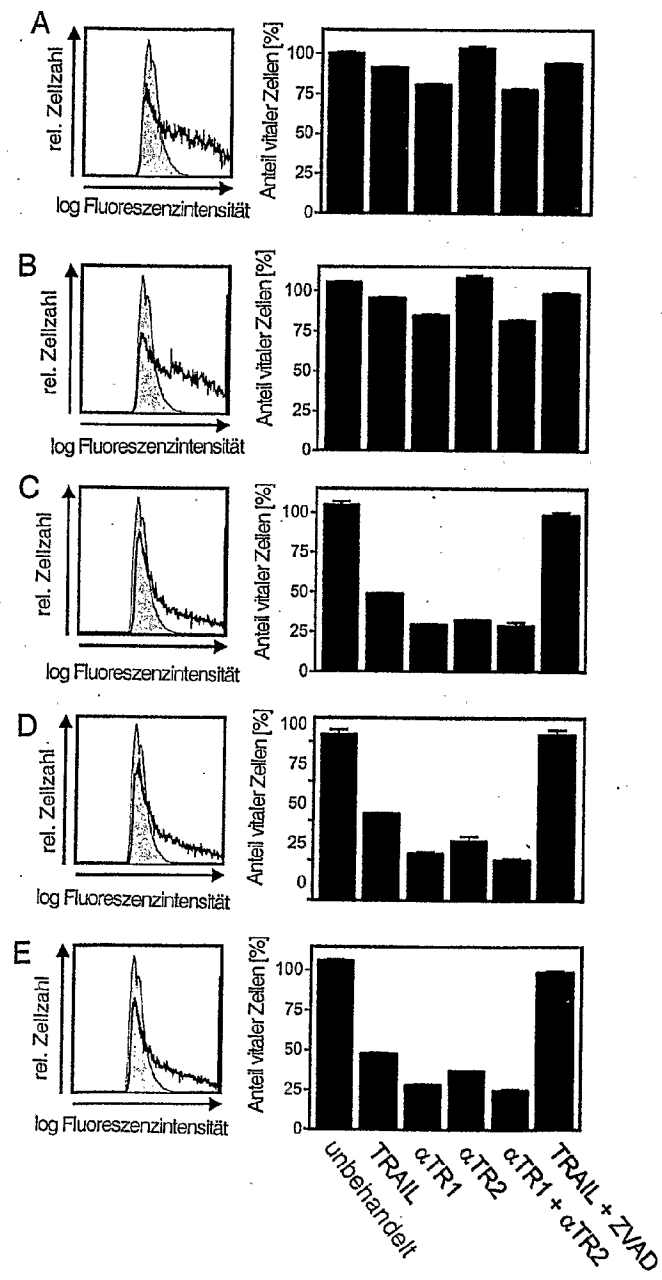 A
rel. Zellzahl
log Fluoreszenzintensität
Anteil vitaler Zellen [%]
100
75
50
25
0
B
rel. Zellzahl
log Fluoreszenzintensität
Anteil vitaler Zellen [%]
100
75
50
25
0
C
rel. Zellzahl
log Fluoreszenzintensität
Anteil vitaler Zellen [%]
100
75
50
25
0
D
rel. Zellzahl
log Fluoreszenzintensität
Anteil vitaler Zellen [%]
100
50
25
0
E
rel. Zellzahl
log Fluoreszenzintensität
Anteil vitaler Zellen [%]
100
50
25
0
unbehandelt
TRAIL
αTR1
αTR2
αTR1 + αTR2
TRAIL + ZVAD